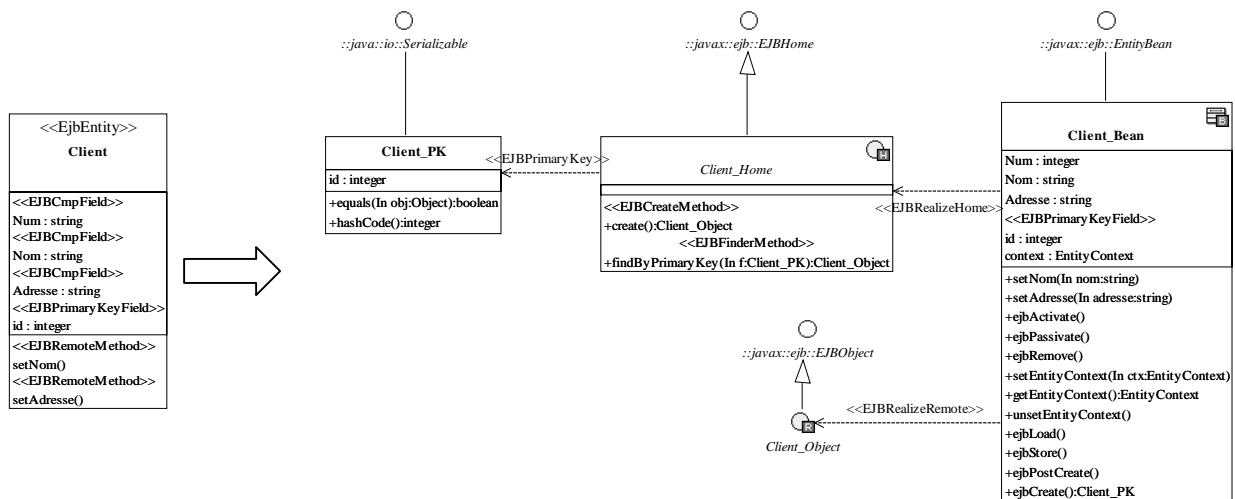 ::java::io::Serializable
::javax::ejb::EJBHome
::javax::ejb::EntityBean
<<EjbEntity>>
Client
<<EJBCmpField>>
Num : string
<<EJBCmpField>>
Nom : string
<<EJBCmpField>>
Adresse : string
<<EJBPrimaryKeyField>>
id : integer
<<EJBRemoteMethod>>
setNom()
<<EJBRemoteMethod>>
setAdresse()
Client_PK
id : integer
+equals(In obj:Object):boolean
+hashCode():integer
<<EJBPrimaryKey>>
H
Client_Home
<<EJBCreateMethod>>
+create():Client_Object
<<EJBFinderMethod>>
+findByPrimaryKey(In f:Client_PK):Client_Object
<<EJBRealizeHome>>
::javax::ejb::EJBObject
<<EJBRealizeRemote>>
R
Client_Object
B
Client_Bean
Num : integer
Nom : string
Adresse : string
<<EJBPrimaryKeyField>>
id : integer
context : EntityContext
+setNom(In nom:string)
+setAdresse(In adresse:string)
+ejbActivate()
+ejbPassivate()
+ejbRemove()
+setEntityContext(In ctx:EntityContext)
+getEntityContext():EntityContext
+unsetEntityContext()
+ejbLoad()
+ejbStore()
+ejbPostCreate()
+ejbCreate():Client_PK